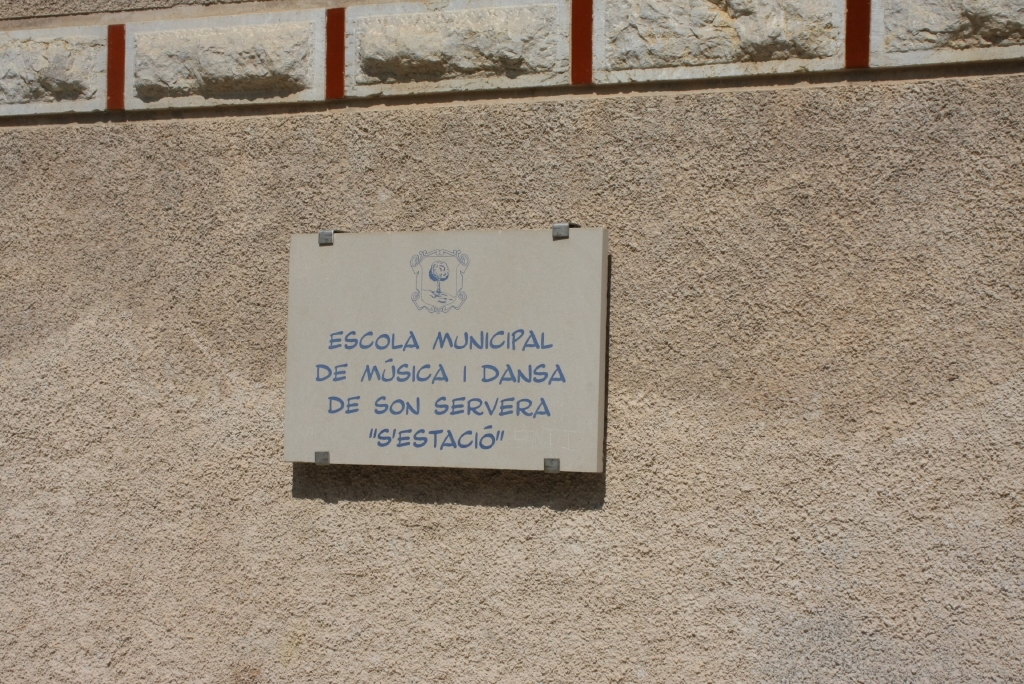 ESCOLA MUNICIPAL
DE MÚSICA I DANSA
DE SON SERVERA
"S'ESTACIÓ"